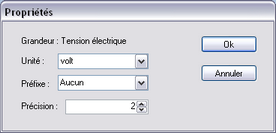 Propriétés
Grandeur : Tension électrique
Unité : volt
Préfixe : Aucun
Précision : 2
Ok
Annuler